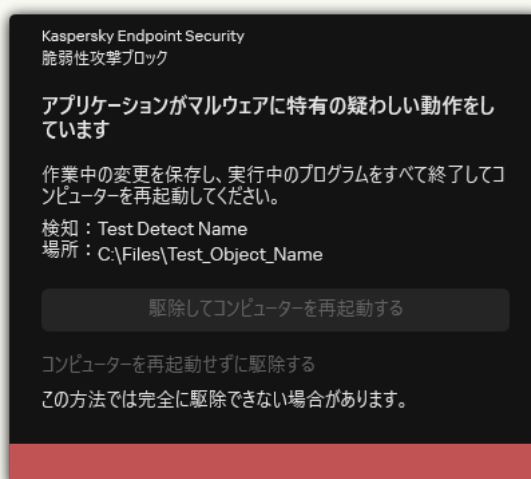 Kaspersky Endpoint Security
脆弱性攻撃ブロック
アプリケーションがマルウェアに特有の疑わしい動作をし
ています
作業中の変更を保存し、実行中のプログラムをすべて終了してコ
ンピューターを再起動してください。
検知：Test Detect Name
場所：C:\Files\Test_Object_Name
駆除してコンピューターを再起動する
コンピューターを再起動せずに駆除する
この方法では完全に駆除できない場合があります。